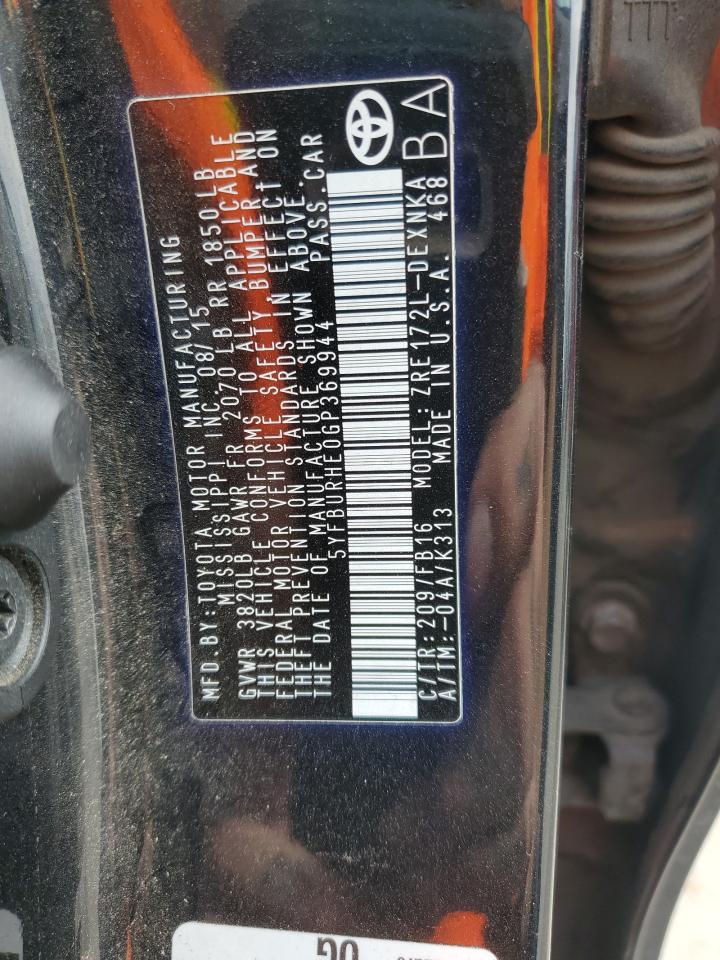 MFD.BY:TOYOTA MOTOR MANUFACTURING
MISSISSIPPI INC 08/15
GVWR 3820LB GAWR FR 2070 LB RR 1850 LB
THIS VEHICLE CONFORMS TO ALL APPLICABLE
FEDERAL MOTOR VEHICLE SAFETY,BUMPER AND
THEFT PREVENTION STANDARDS IN EFFECT ON
THE DATE OF MANUFACTURE SHOWN ABOVE.
5YFBURHE0GP369944 PASS.CAR
C/TR:209/FB16 MODEL:ZRE172L-DEXNKA
A/TM:-04A/K313 MADE IN U.S.A. 468
BA
OG